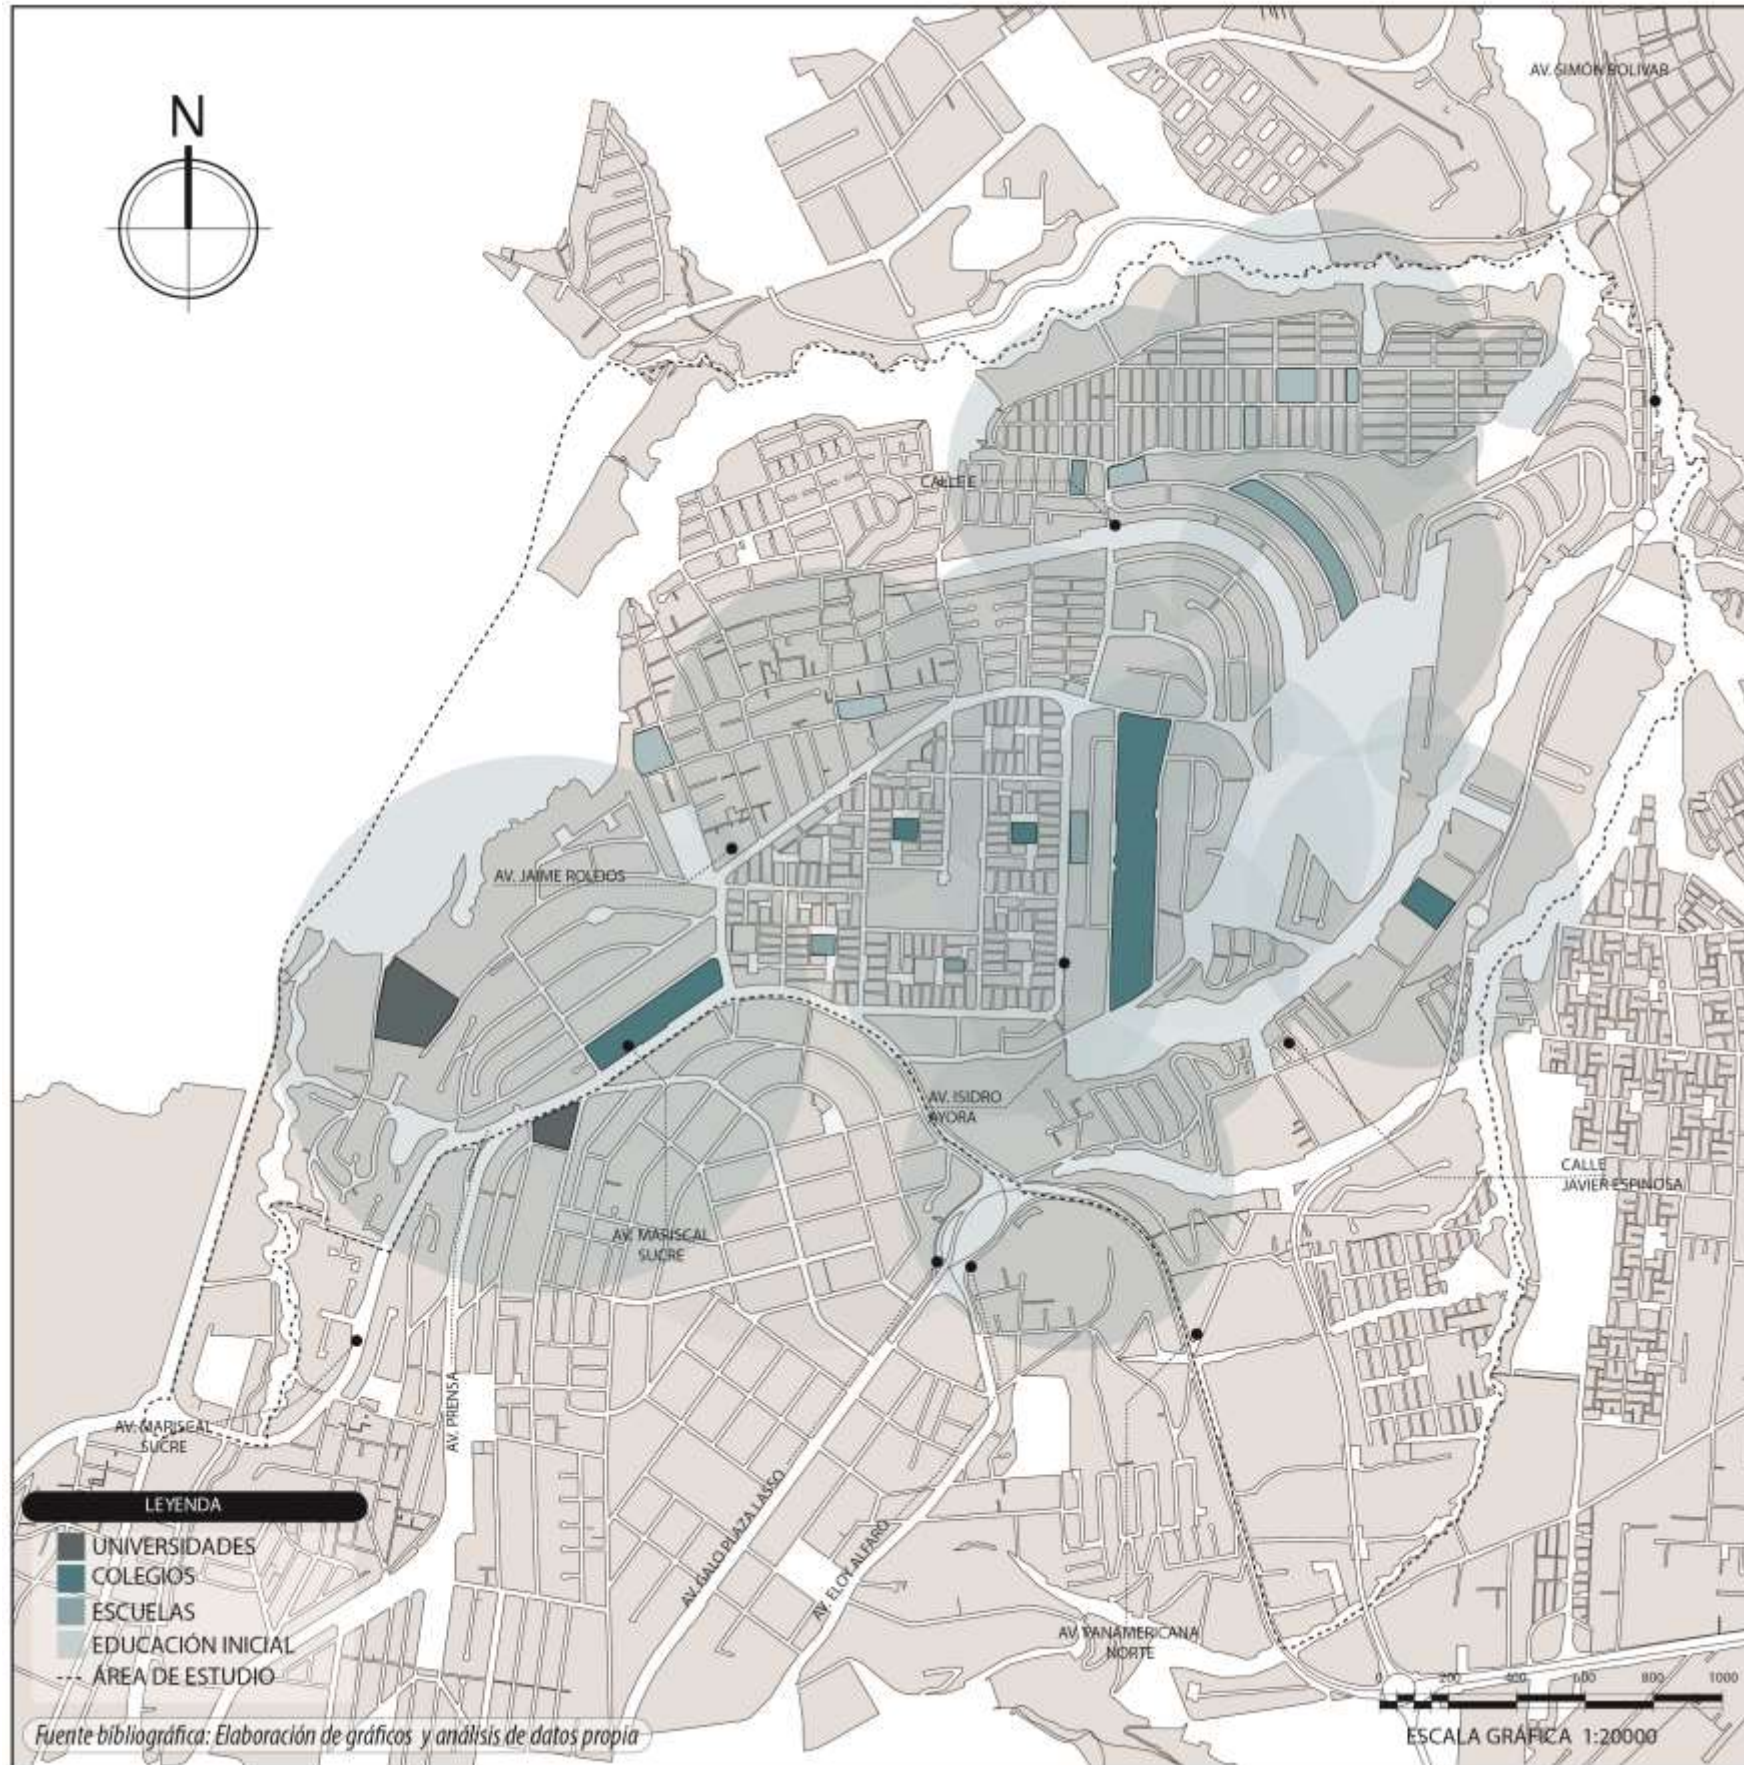 N
AV. SIMÓN BOLIVAR
CALLE E
AV. JAIME ROLDOS
AV. ISIDRO
AYORA
CALLE
JAVIER ESPINOSA
AV. MARISCAL
SUCRE
AV. PRENSA
AV. MARISCAL
SUCRE
AV. GALO PLAZA LASSO
AV. ELOY ALFARO
AV. PANAMERICANA
NORTE
LEYENDA
UNIVERSIDADES
COLEGIOS
ESCUELAS
EDUCACIÓN INICIAL
ÁREA DE ESTUDIO
0 200 400 600 800 1000
ESCALA GRÁFICA 1:20000
Fuente bibliográfica: Elaboración de gráficos y análisis de datos propia